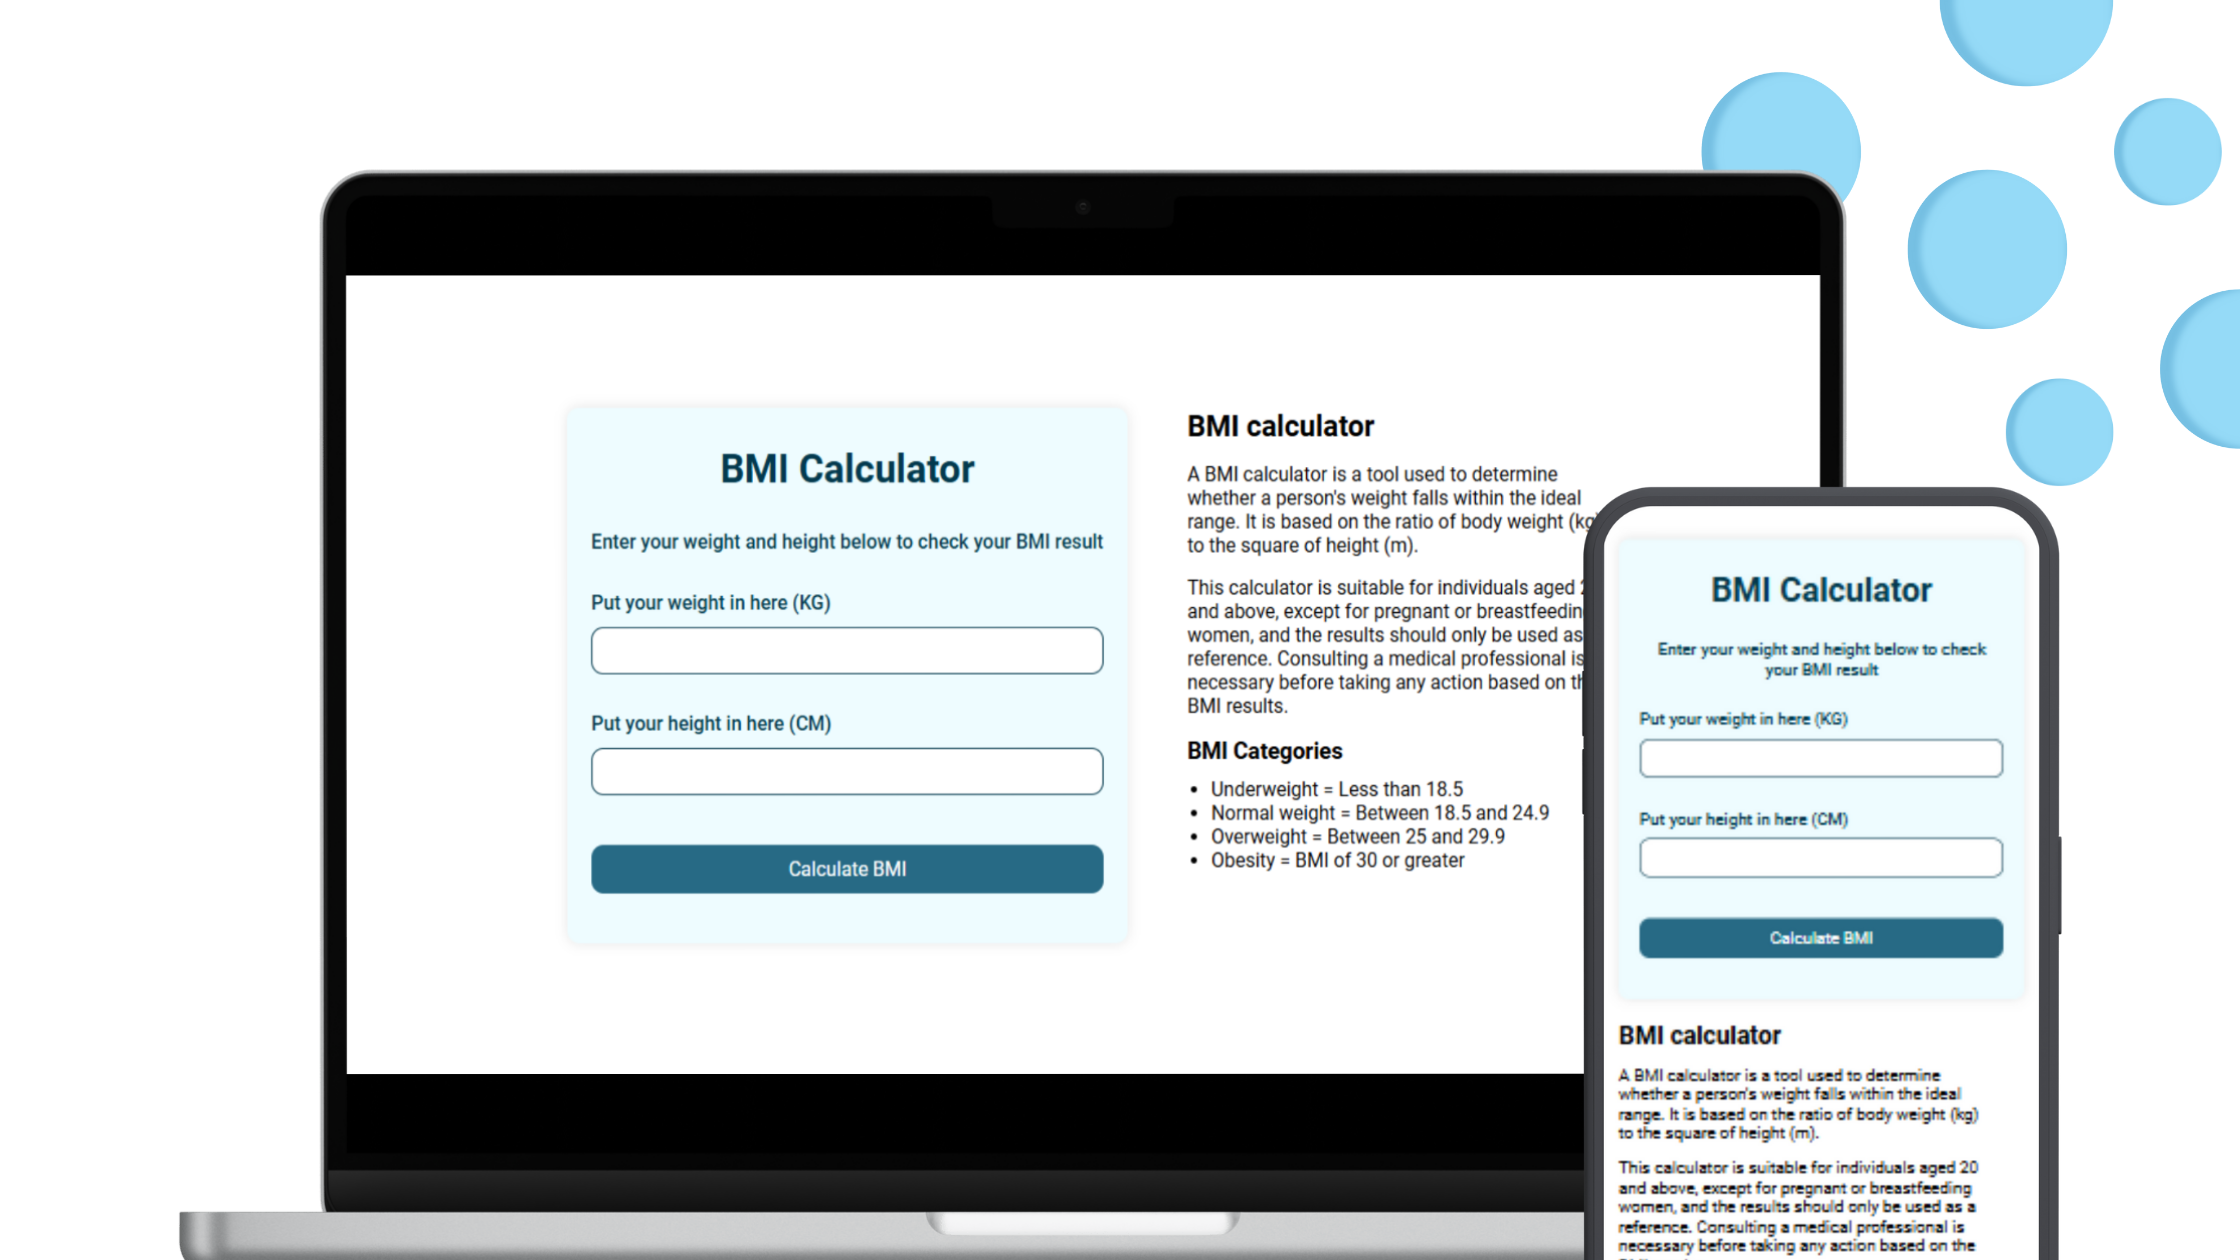 BMI Calculator
Enter your weight and height below to check your BMI result
Put your weight in here (KG)
Put your height in here (CM)
Calculate BMI
BMI calculator
A BMI calculator is a tool used to determine
whether a person's weight falls within the ideal
range. It is based on the ratio of body weight (kg
to the square of height (m).
This calculator is suitable for individuals aged
and above, except for pregnant or breastfeedin
women, and the results should only be used as
reference. Consulting a medical professional is
necessary before taking any action based on th
BMI results.
BMI Categories
• Underweight = Less than 18.5
• Normal weight = Between 18.5 and 24.9
• Overweight = Between 25 and 29.9
• Obesity = BMI of 30 or greater
BMI Calculator
Enter your weight and height below to check
your BMI result
Put your weight in here (KG)
Put your height in here (CM)
Calculate BMI
BMI calculator
A BMI calculator is a tool used to determine
whether a person's weight falls within the ideal
range. It is based on the ratio of body weight (kg)
to the square of height (m).
This calculator is suitable for individuals aged 20
and above, except for pregnant or breastfeeding
women, and the results should only be used as a
reference. Consulting a medical professional is
necessary before taking any action based on the